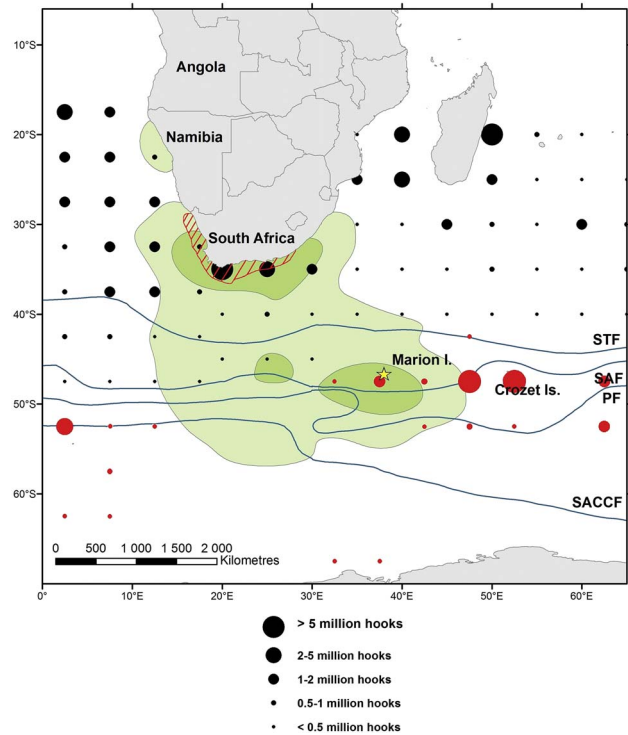 10°S
Angola
20°S
Namibia
30°S
South Africa
40°S
STF
Marion I.
SAF
Crozet Is.
PF
50°S
60°S
SACCF
0 500 1 000 1 500 2 000
Kilometres
0° 10°E 20°E 30°E 40°E 50°E 60°E
> 5 million hooks
2-5 million hooks
1-2 million hooks
0.5-1 million hooks
< 0.5 million hooks